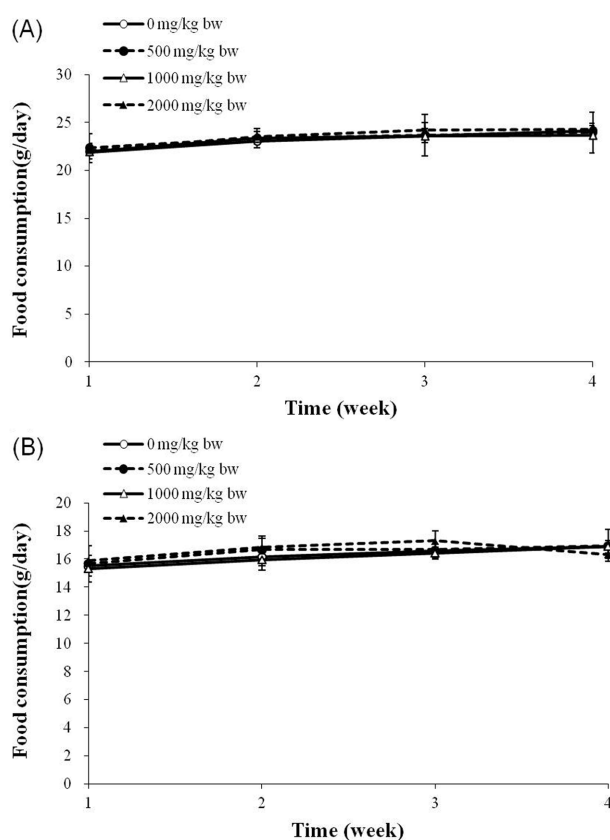 (A)
0 mg/kg bw
500 mg/kg bw
1000 mg/kg bw
2000 mg/kg bw
Food consumption(g/day)
30
25
20
15
10
5
0
1 2 3 4
Time (week)
(B)
0 mg/kg bw
500 mg/kg bw
1000 mg/kg bw
2000 mg/kg bw
Food consumption(g/day)
20
18
16
14
12
10
8
6
4
2
0
1 2 3 4
Time (week)